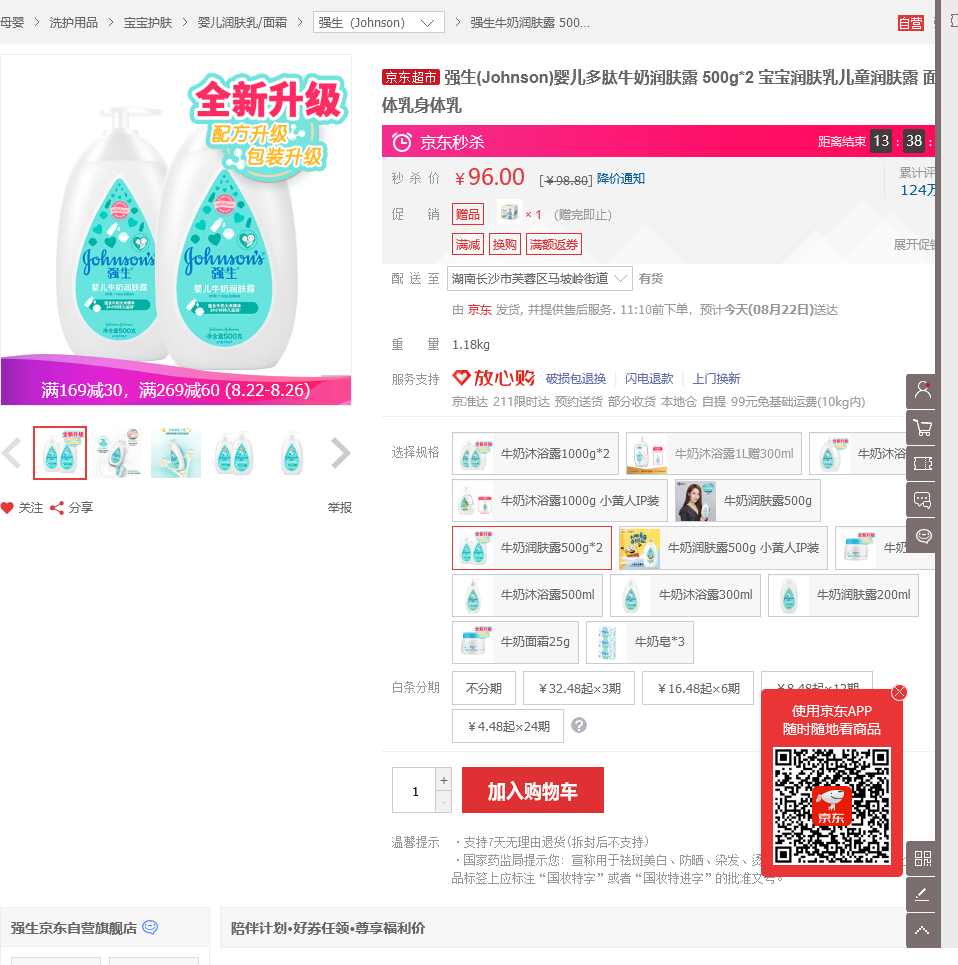 母婴 > 洗护用品 > 宝宝护肤 > 婴儿润肤乳/面霜 > 强生（Johnson） > 强生牛奶润肤露 500...
自营
全新升级
配方升级
包装升级
Johnson's
强生
婴儿牛奶润肤露
净含量500克
Johnson's
强生
婴儿牛奶润肤露
净含量500克
满169减30，满269减60 (8.22-8.26)
关注 分享 举报
京东超市 强生(Johnson)婴儿多肽牛奶润肤露 500g*2 宝宝润肤乳儿童润肤露 面
体乳身体乳
京东秒杀 距离结束 13 : 38 :
秒杀价 ￥96.00 [￥98.80] 降价通知 累计评
124万
促销 赠品 × 1 （赠完即止）
满减 换购 满额返券 展开促销
配送至 湖南长沙市芙蓉区马坡岭街道 有货
由 京东 发货, 并提供售后服务. 11:10前下单，预计今天(08月22日)送达
重量 1.18kg
服务支持 放心购 破损包退换 闪电退款 上门换新
京准达 211限时达 预约送货 部分收货 本地仓 自提 99元免基础运费(10kg内)
选择规格 牛奶沐浴露1000g*2 牛奶沐浴露1L赠300ml 牛奶沐浴
牛奶沐浴露1000g 小黄人IP装 牛奶润肤露500g
牛奶润肤露500g*2 牛奶润肤露500g 小黄人IP装 牛奶
牛奶沐浴露500ml 牛奶沐浴露300ml 牛奶润肤露200ml
牛奶面霜25g 牛奶皂*3
白条分期 不分期 ￥32.48起×3期 ￥16.48起×6期 ￥8.48起×12期
￥4.48起×24期 ?
使用京东APP
随时随地看商品
京东
1 + - 加入购物车
温馨提示 ·支持7天无理由退货(拆封后不支持)
·国家药监局提示您：宣称用于祛斑美白、防晒、染发、烫
品标签上应标注“国妆特字”或者“国妆特进字”的批准文号。
强生京东自营旗舰店 陪伴计划•好券任领•尊享福利价